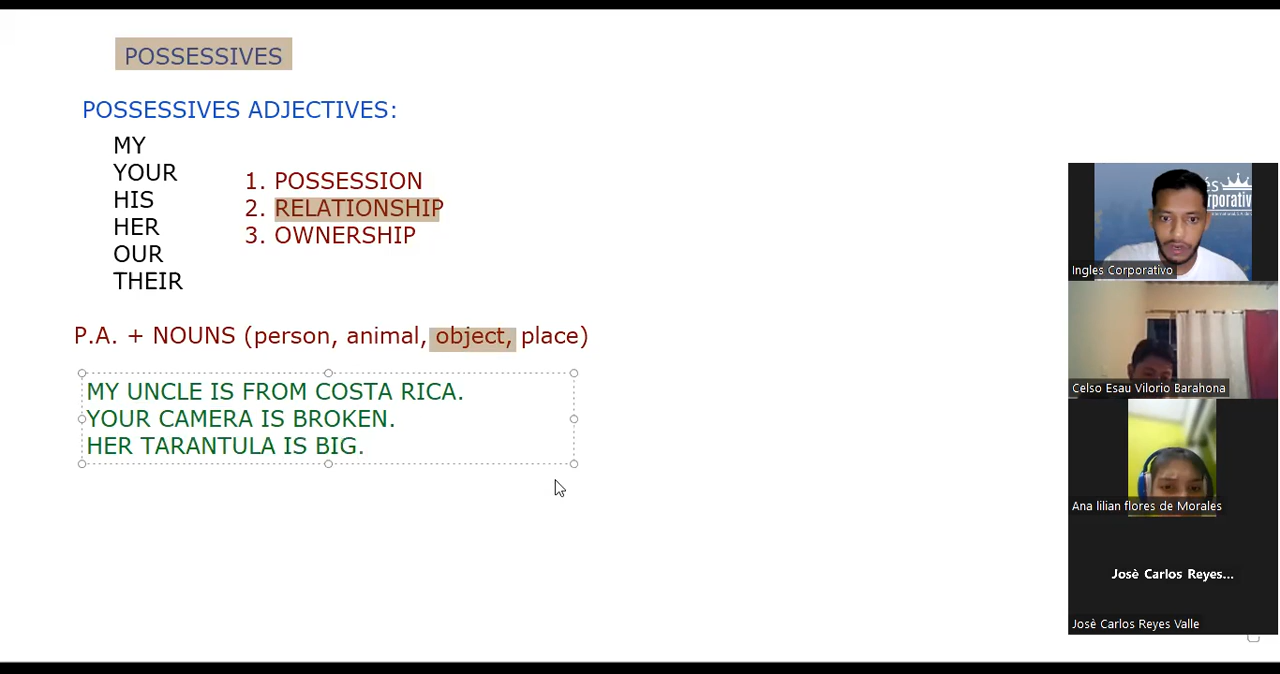 POSSESSIVES
POSSESSIVES ADJECTIVES:
MY
YOUR
HIS
HER
OUR
THEIR
1. POSSESSION
2. RELATIONSHIP
3. OWNERSHIP
P.A. + NOUNS (person, animal, object, place)
MY UNCLE IS FROM COSTA RICA.
YOUR CAMERA IS BROKEN.
HER TARANTULA IS BIG.
Ingles Corporativo
Celso Esau Vilorio Barahona
Ana lilian flores de Morales
Josè Carlos Reyes...
Josè Carlos Reyes Valle